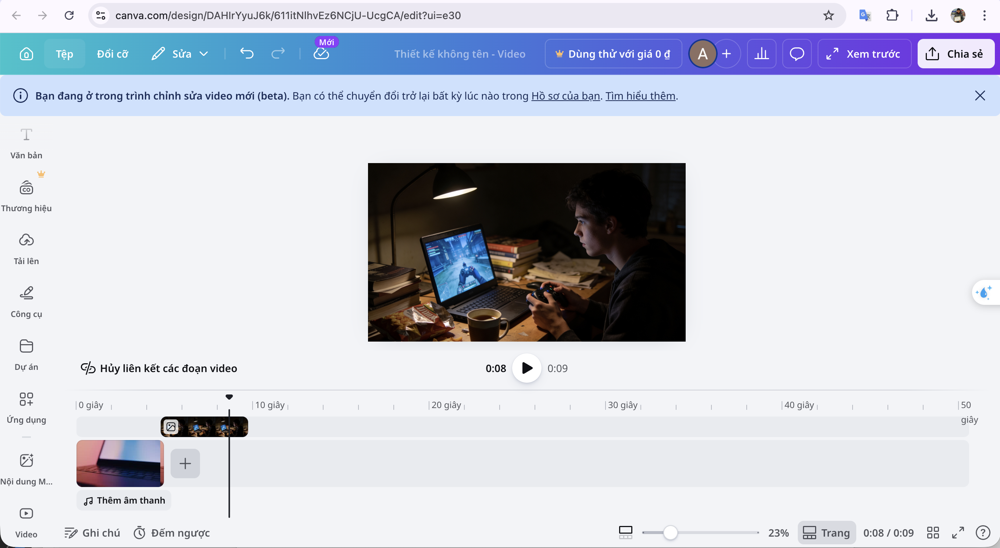 canva.com/design/DAHIrYyuJ6k/611itNlhvEz6NCjU-UcgCA/edit?ui=e30
Tệp
Đổi cỡ
Sửa
Mới
Thiết kế không tên - Video
Dùng thử với giá 0 ₫
A
Xem trước
Chia sẻ
Bạn đang ở trong trình chỉnh sửa video mới (beta). Bạn có thể chuyển đổi trở lại bất kỳ lúc nào trong Hồ sơ của bạn. Tìm hiểu thêm.
Văn bản
CO
Thương hiệu
Tải lên
Công cụ
Dự án
Ứng dụng
Nội dung M...
Video
Hủy liên kết các đoạn video
0:08
0:09
0 giây
10 giây
20 giây
30 giây
40 giây
50 giây
Thêm âm thanh
Ghi chú
Đếm ngược
23%
Trang
0:08 / 0:09